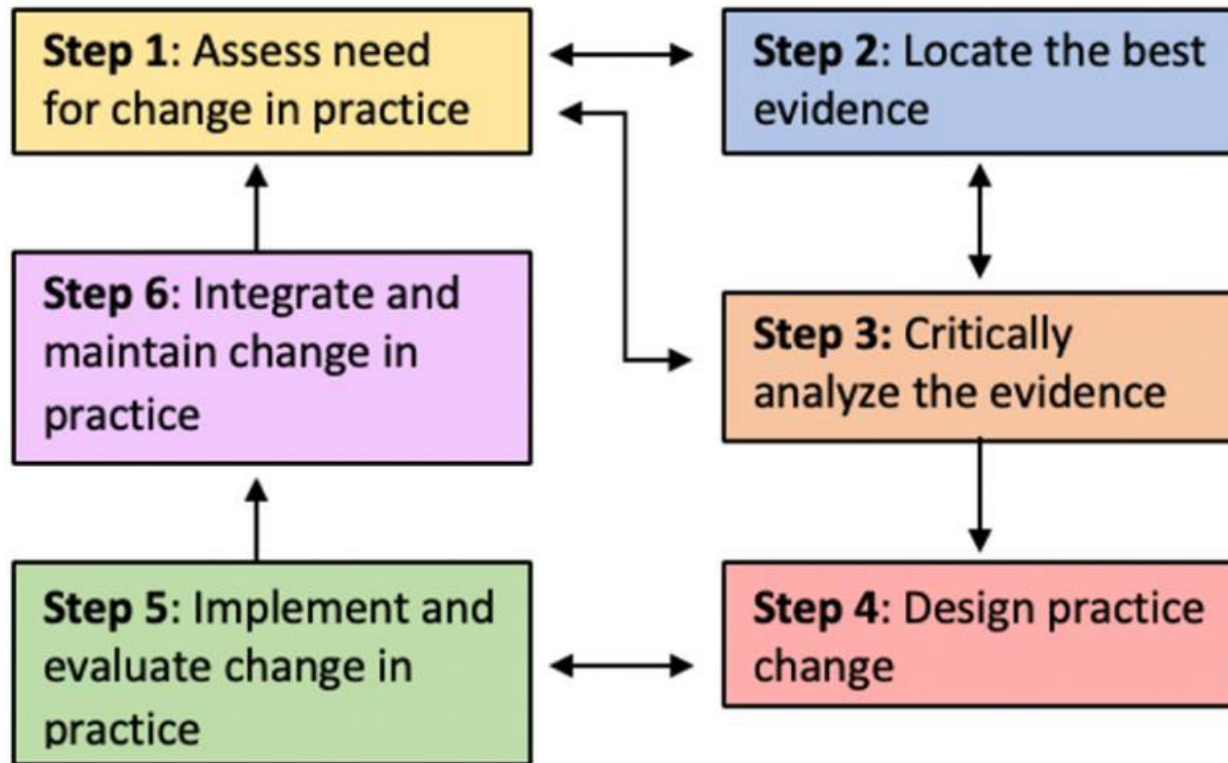 Step 1: Assess need
for change in practice
Step 2: Locate the best
evidence
Step 3: Critically
analyze the evidence
Step 4: Design practice
change
Step 5: Implement and
evaluate change in
practice
Step 6: Integrate and
maintain change in
practice